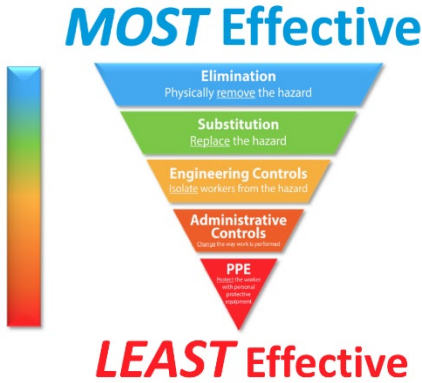 MOST Effective
Elimination
Physically remove the hazard
Substitution
Replace the hazard
Engineering Controls
Isolate workers from the hazard
Administrative
Controls
Change the way work is performed
PPE
Protect the worker
with personal
protective
equipment
LEAST Effective